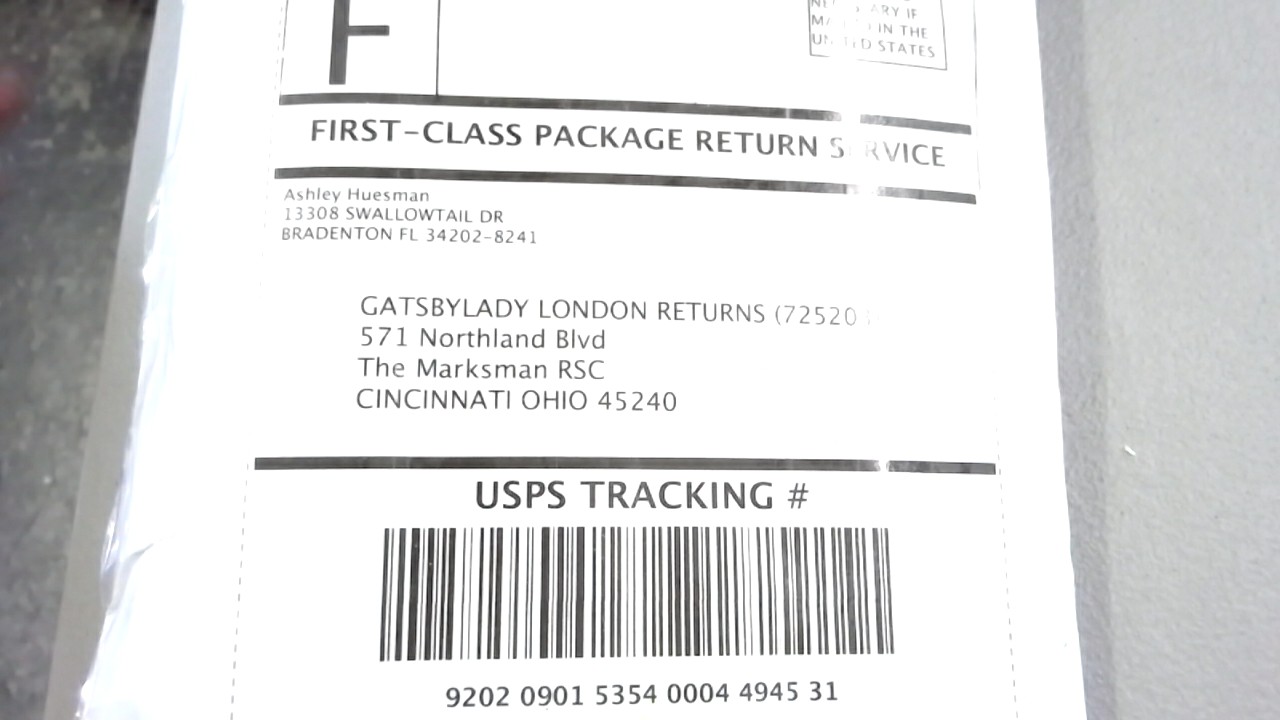 F
ARY IF
IN THE
STATES
FIRST-CLASS PACKAGE RETURN SERVICE
Ashley Huesman
13308 SWALLOWTAIL DR
BRADENTON FL 34202-8241
GATSBYLADY LONDON RETURNS (72520
571 Northland Blvd
The Marksman RSC
CINCINNATI OHIO 45240
USPS TRACKING #
9202 0901 5354 0004 4945 31